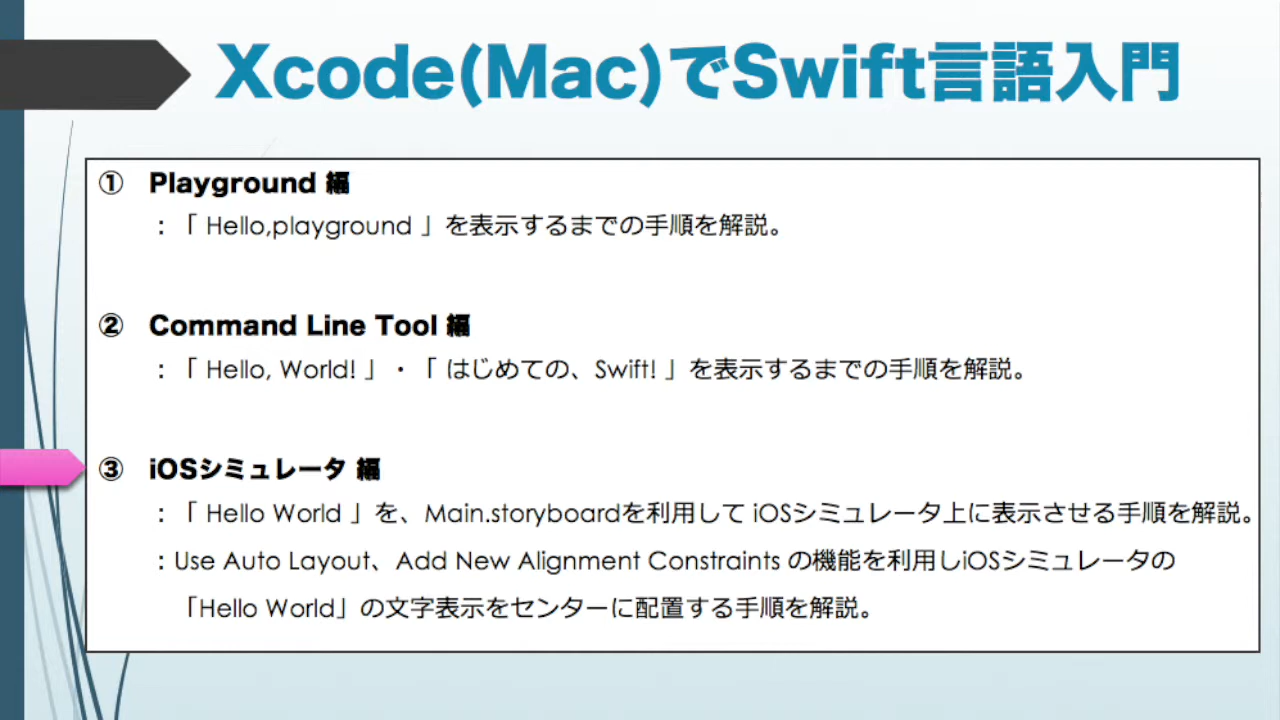 Xcode(Mac)でSwift言語入門
① Playground 編
：「 Hello,playground 」を表示するまでの手順を解説。
② Command Line Tool 編
：「 Hello, World! 」・「 はじめての、Swift! 」を表示するまでの手順を解説。
③ iOSシミュレータ 編
：「 Hello World 」を、Main.storyboardを利用して iOSシミュレータ上に表示させる手順を解説。
：Use Auto Layout、Add New Alignment Constraints の機能を利用しiOSシミュレータの
「Hello World」の文字表示をセンターに配置する手順を解説。